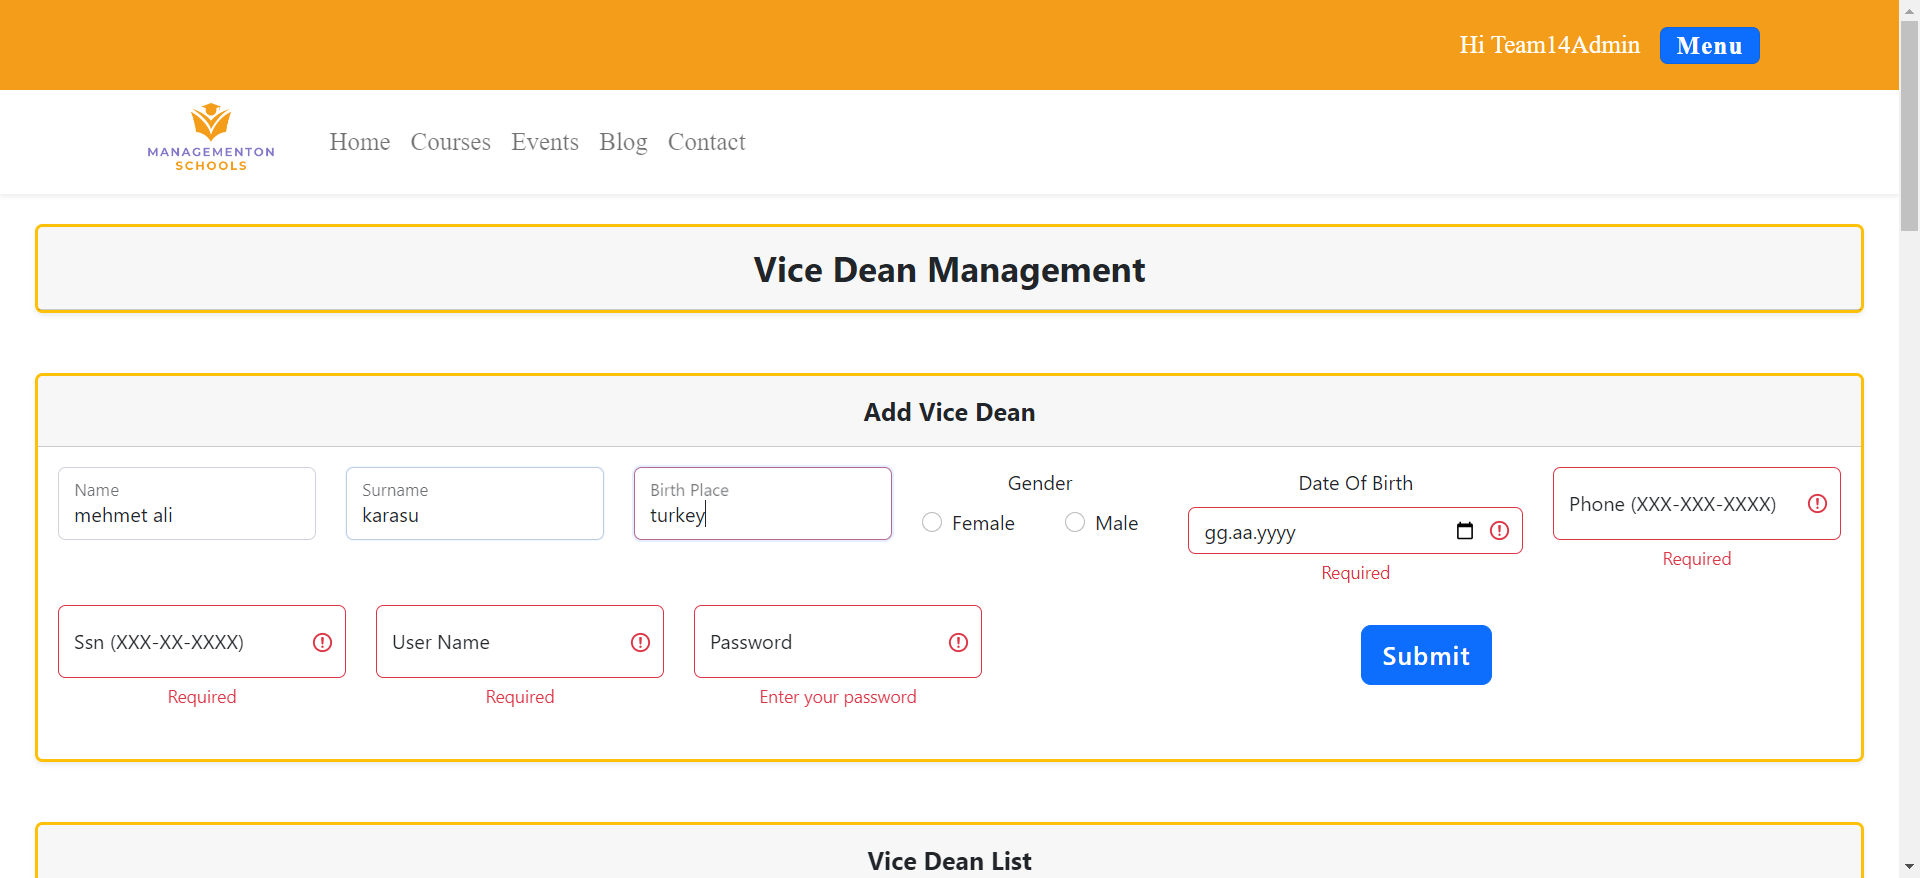 Hi Team14Admin Menu
MANAGEMENTON
SCHOOLS
Home Courses Events Blog Contact
Vice Dean Management
Add Vice Dean
Name
mehmet ali
Surname
karasu
Birth Place
turkey
Gender
Female Male
Date Of Birth
gg.aa.yyyy
Required
Phone (XXX-XXX-XXXX)
Required
Ssn (XXX-XX-XXXX)
Required
User Name
Required
Password
Enter your password
Submit
Vice Dean List